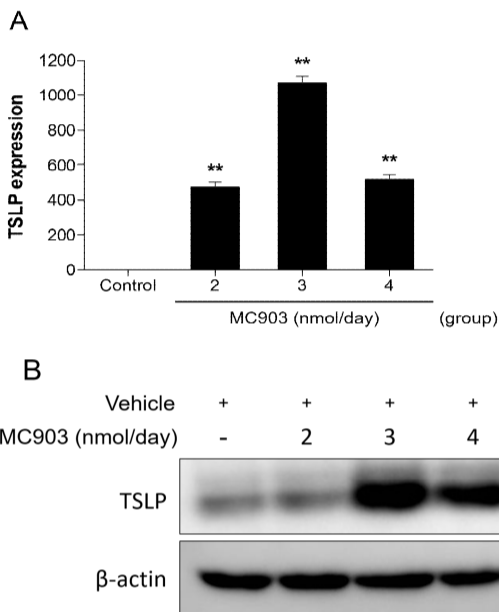 A
1200
1000
800
600
400
200
0
TSLP expression
**
**
**
Control 2 3 4
MC903 (nmol/day) (group)
B
Vehicle + + + +
MC903 (nmol/day) - 2 3 4
TSLP
β-actin